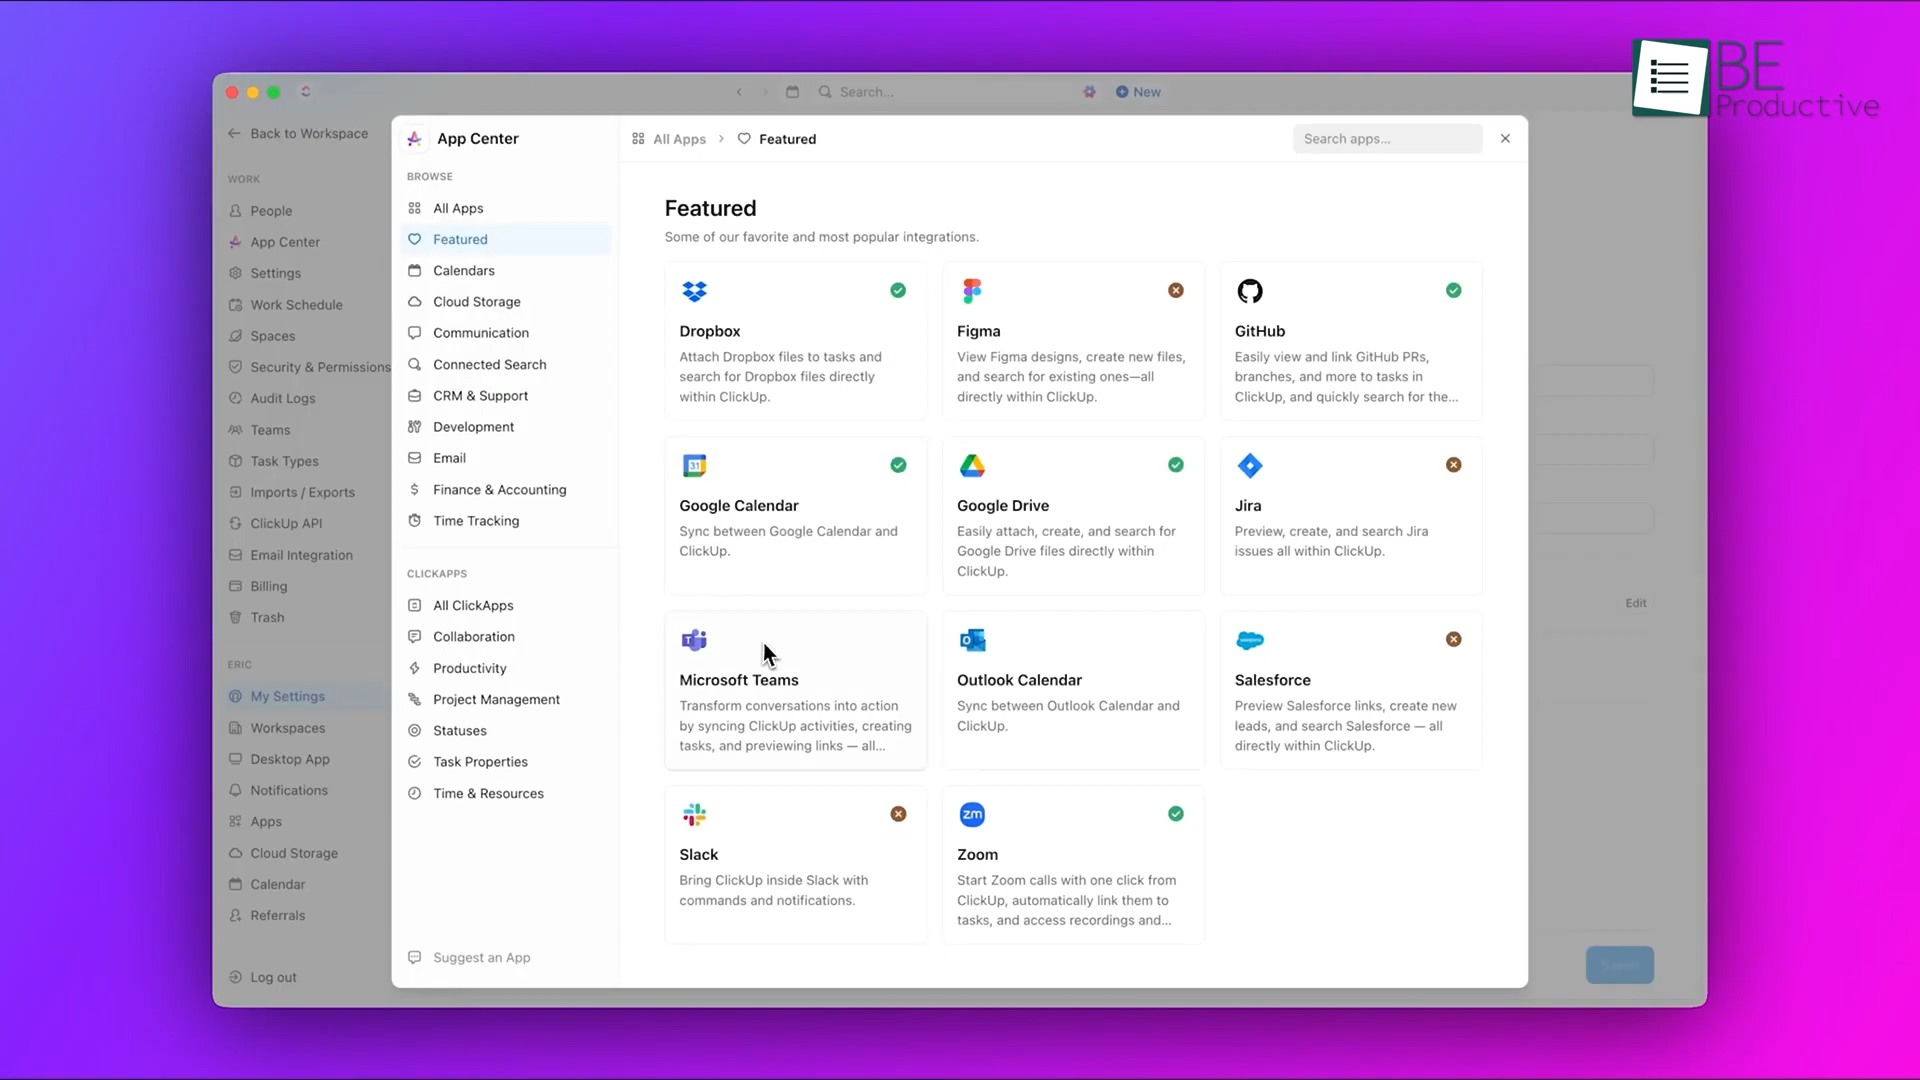 BE
Productive
Search...
New
Back to Workspace
WORK
People
App Center
Settings
Work Schedule
Spaces
Security & Permissions
Audit Logs
Teams
Task Types
Imports / Exports
ClickUp API
Email Integration
Billing
Trash
ERIC
My Settings
Workspaces
Desktop App
Notifications
Apps
Cloud Storage
Calendar
Referrals
Log out
App Center
BROWSE
All Apps
Featured
Calendars
Cloud Storage
Communication
Connected Search
CRM & Support
Development
Email
Finance & Accounting
Time Tracking
CLICKAPPS
All ClickApps
Collaboration
Productivity
Project Management
Statuses
Task Properties
Time & Resources
Suggest an App
All Apps > Featured
Search apps...
Featured
Some of our favorite and most popular integrations.
Dropbox
Attach Dropbox files to tasks and
search for Dropbox files directly
within ClickUp.
Figma
View Figma designs, create new files,
and search for existing ones—all
directly within ClickUp.
GitHub
Easily view and link GitHub PRs,
branches, and more to tasks in
ClickUp, and quickly search for the...
31
Google Calendar
Sync between Google Calendar and
ClickUp.
Google Drive
Easily attach, create, and search for
Google Drive files directly within
ClickUp.
Jira
Preview, create, and search Jira
issues all within ClickUp.
T
Microsoft Teams
Transform conversations into action
by syncing ClickUp activities, creating
tasks, and previewing links — all...
O
Outlook Calendar
Sync between Outlook Calendar and
ClickUp.
Salesforce
Preview Salesforce links, create new
leads, and search Salesforce — all
directly within ClickUp.
Slack
Bring ClickUp inside Slack with
commands and notifications.
zm
Zoom
Start Zoom calls with one click from
ClickUp, automatically link them to
tasks, and access recordings and...
Edit